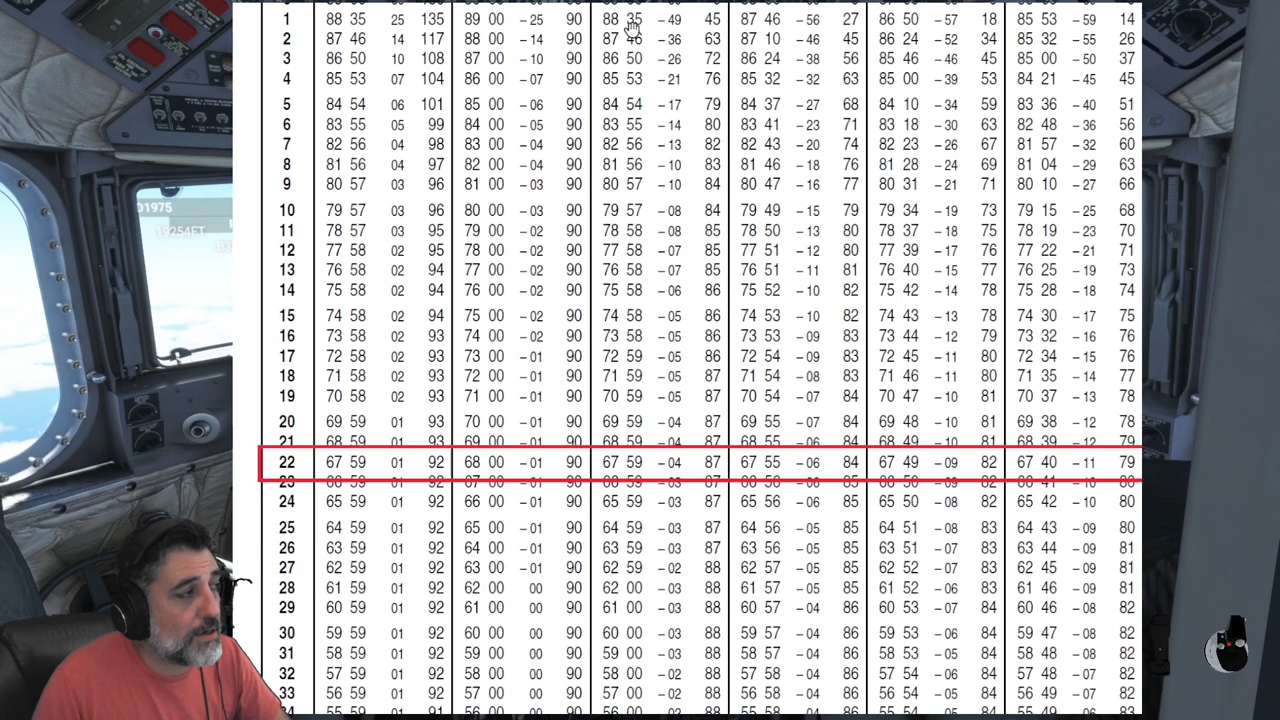 1 88 35 25 135 89 00 - 25 90 88 35 - 49 45 87 46 - 56 27 86 50 - 57 18 85 53 - 59 14
2 87 46 14 117 88 00 - 14 90 87 46 - 36 63 87 10 - 46 45 86 24 - 52 34 85 32 - 55 26
3 86 50 10 108 87 00 - 10 90 86 50 - 26 72 86 24 - 38 56 85 46 - 46 45 85 00 - 50 37
4 85 53 07 104 86 00 - 07 90 85 53 - 21 76 85 32 - 32 63 85 00 - 39 53 84 21 - 45 45
5 84 54 06 101 85 00 - 06 90 84 54 - 17 79 84 37 - 27 68 84 10 - 34 59 83 36 - 40 51
6 83 55 05 99 84 00 - 05 90 83 55 - 14 80 83 41 - 23 71 83 18 - 30 63 82 48 - 36 56
7 82 56 04 98 83 00 - 04 90 82 56 - 13 82 82 43 - 20 74 82 23 - 26 67 81 57 - 32 60
8 81 56 04 97 82 00 - 04 90 81 56 - 10 83 81 46 - 18 76 81 28 - 24 69 81 04 - 29 63
9 80 57 03 96 81 00 - 03 90 80 57 - 10 84 80 47 - 16 77 80 31 - 21 71 80 10 - 27 66
10 79 57 03 96 80 00 - 03 90 79 57 - 08 84 79 49 - 15 79 79 34 - 19 73 79 15 - 25 68
11 78 57 03 95 79 00 - 02 90 78 58 - 08 85 78 50 - 13 80 78 37 - 18 75 78 19 - 23 70
12 77 58 02 95 78 00 - 02 90 77 58 - 07 85 77 51 - 12 80 77 39 - 17 76 77 22 - 21 71
13 76 58 02 94 77 00 - 02 90 76 58 - 07 85 76 51 - 11 81 76 40 - 15 77 76 25 - 19 73
14 75 58 02 94 76 00 - 02 90 75 58 - 06 86 75 52 - 10 82 75 42 - 14 78 75 28 - 18 74
15 74 58 02 94 75 00 - 02 90 74 58 - 06 86 74 53 - 10 82 74 43 - 13 78 74 30 - 17 75
16 73 58 02 93 74 00 - 02 90 73 58 - 05 86 73 53 - 09 83 73 44 - 12 79 73 32 - 16 76
17 72 58 02 93 73 00 - 01 90 72 59 - 05 86 72 54 - 09 83 72 45 - 11 80 72 34 - 15 76
18 71 58 02 93 72 00 - 01 90 71 59 - 05 87 71 54 - 08 83 71 46 - 11 80 71 35 - 14 77
19 70 58 02 93 71 00 - 01 90 70 59 - 05 87 70 54 - 07 84 70 47 - 10 81 70 37 - 13 78
20 69 59 01 93 70 00 - 01 90 69 59 - 04 87 69 55 - 07 84 69 48 - 10 81 69 38 - 12 78
21 68 59 01 93 69 00 - 01 90 68 59 - 04 87 68 55 - 06 84 68 49 - 10 81 68 39 - 12 79
22 67 59 01 92 68 00 - 01 90 67 59 - 04 87 67 55 - 06 84 67 49 - 09 82 67 40 - 11 79
23
24 65 59 01 92 66 00 - 01 90 65 59 - 03 87 65 56 - 06 85 65 50 - 08 82 65 42 - 10 80
25 64 59 01 92 65 00 - 01 90 64 59 - 03 87 64 56 - 05 85 64 51 - 08 83 64 43 - 09 80
26 63 59 01 92 64 00 - 01 90 63 59 - 03 87 63 56 - 05 85 63 51 - 07 83 63 44 - 09 81
27 62 59 01 92 63 00 - 01 90 62 59 - 02 88 62 57 - 05 85 62 52 - 07 83 62 45 - 09 81
28 61 59 01 92 62 00 00 90 62 00 - 03 88 61 57 - 05 85 61 52 - 06 83 61 46 - 09 81
29 60 59 01 92 61 00 00 90 61 00 - 03 88 60 57 - 04 86 60 53 - 07 84 60 46 - 08 82
30 59 59 01 92 60 00 00 90 60 00 - 03 88 59 57 - 04 86 59 53 - 06 84 59 47 - 08 82
31 58 59 01 92 59 00 00 90 59 00 - 03 88 58 57 - 04 86 58 53 - 05 84 58 48 - 08 82
32 57 59 01 92 58 00 00 90 58 00 - 02 88 57 58 - 04 86 57 54 - 06 84 57 48 - 07 82
33 56 59 01 92 57 00 00 90 57 00 - 02 88 56 58 - 04 86 56 54 - 05 84 56 49 - 07 82
19254FT